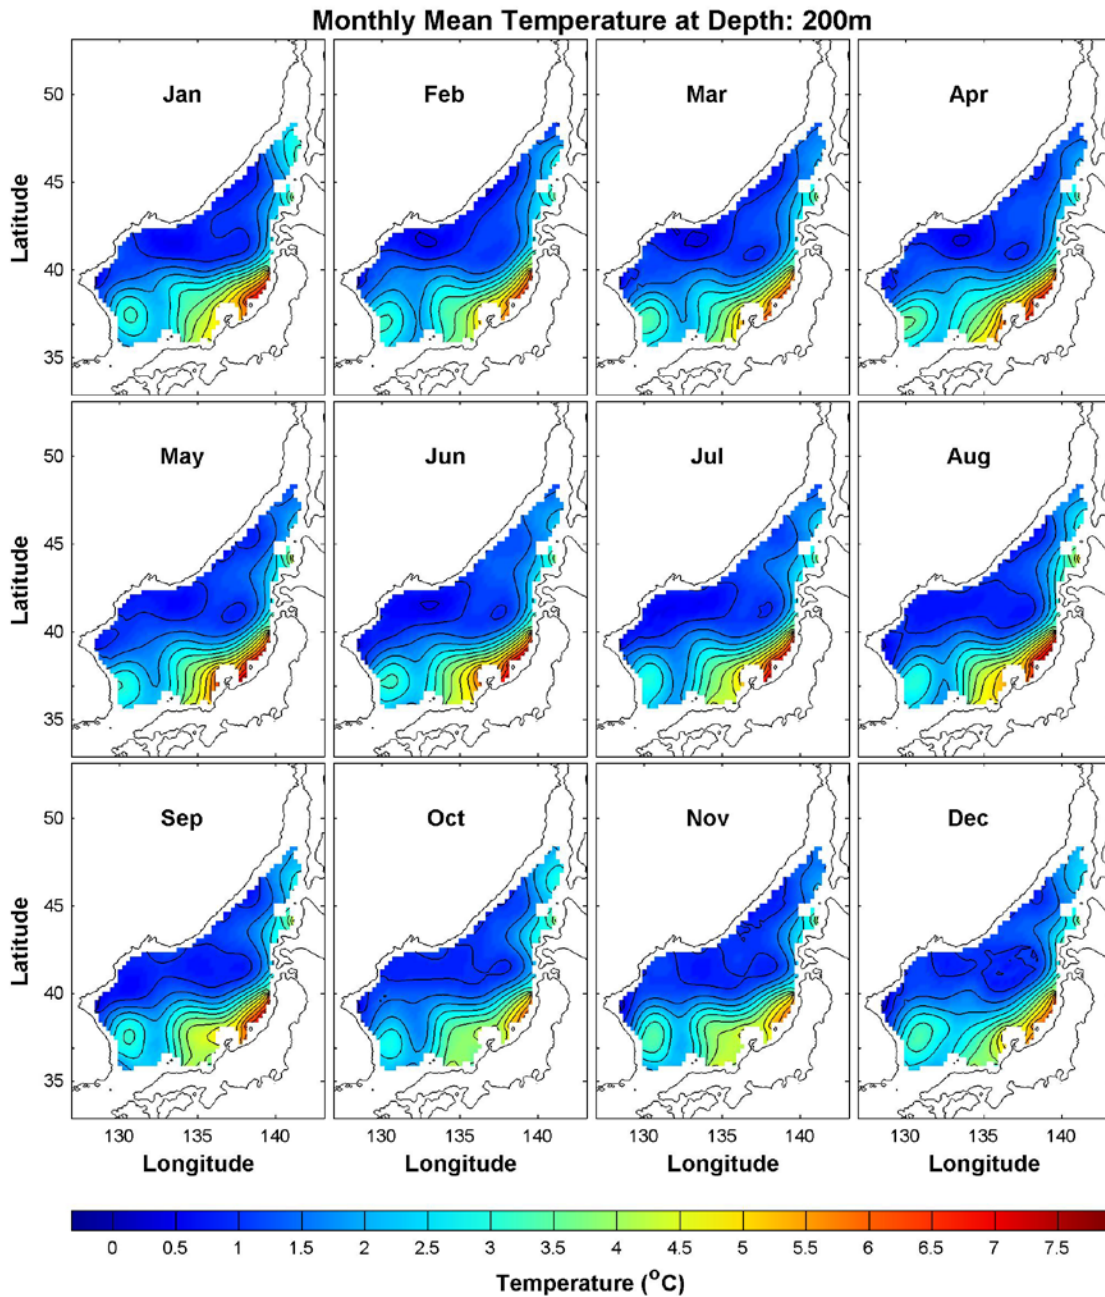 Monthly Mean Temperature at Depth: 200m
Jan Feb Mar Apr
50
45
40
35
Latitude
May Jun Jul Aug
50
45
40
35
Latitude
Sep Oct Nov Dec
50
45
40
35
Latitude
130 135 140 130 135 140 130 135 140 130 135 140
Longitude Longitude Longitude Longitude
0 0.5 1 1.5 2 2.5 3 3.5 4 4.5 5 5.5 6 6.5 7 7.5
Temperature (°C)